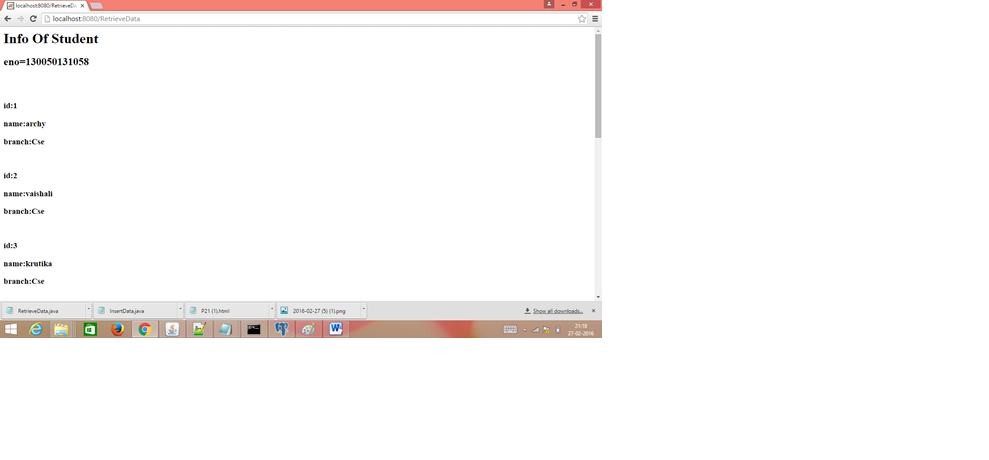 localhost:8080/RetrieveDa
localhost:8080/RetrieveData
Info Of Student
eno=130050131058
id:1
name:archy
branch:Cse
id:2
name:vaishali
branch:Cse
id:3
name:krutika
branch:Cse
RetrieveData.java
InsertData.java
P21 (1).html
2016-02-27 (5) (1).png
Show all downloads...
21:18
27-02-2016